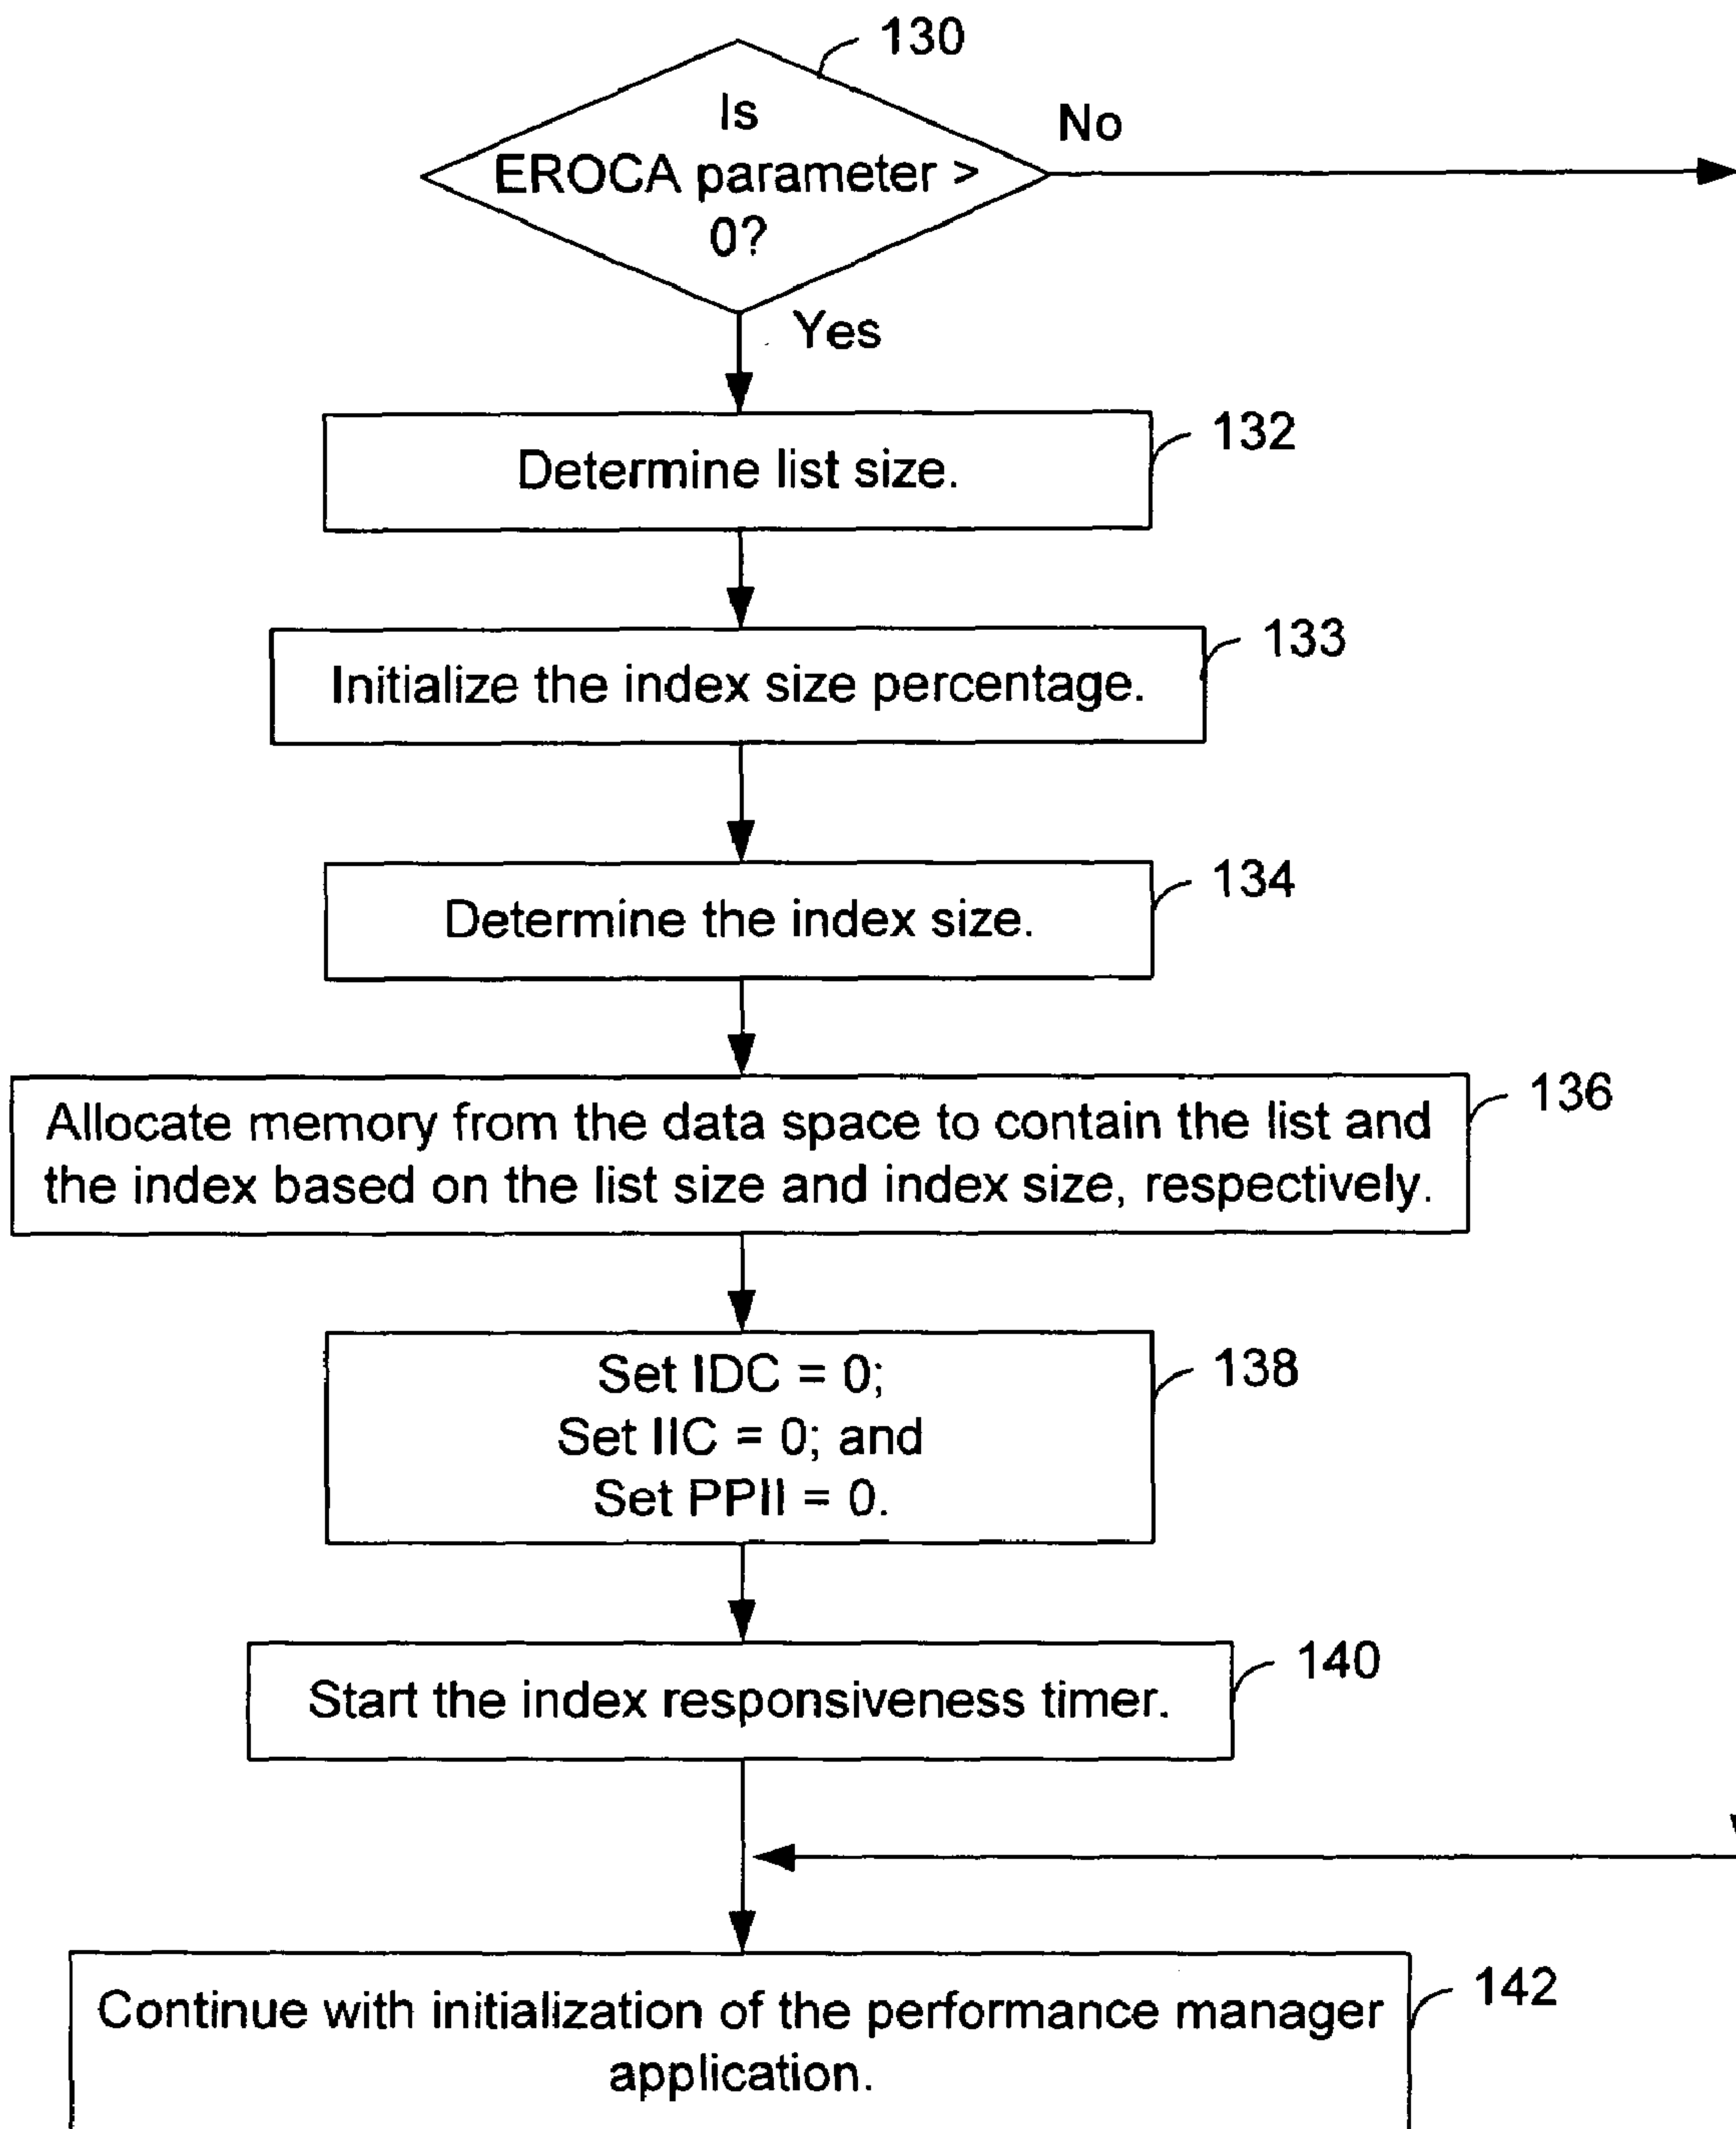 130
Is
EROCA parameter >
0?
No
Yes
132
Determine list size.
133
Initialize the index size percentage.
134
Determine the index size.
136
Allocate memory from the data space to contain the list and
the index based on the list size and index size, respectively.
138
Set IDC = 0;
Set IIC = 0; and
Set PPII = 0.
140
Start the index responsiveness timer.
142
Continue with initialization of the performance manager
application.